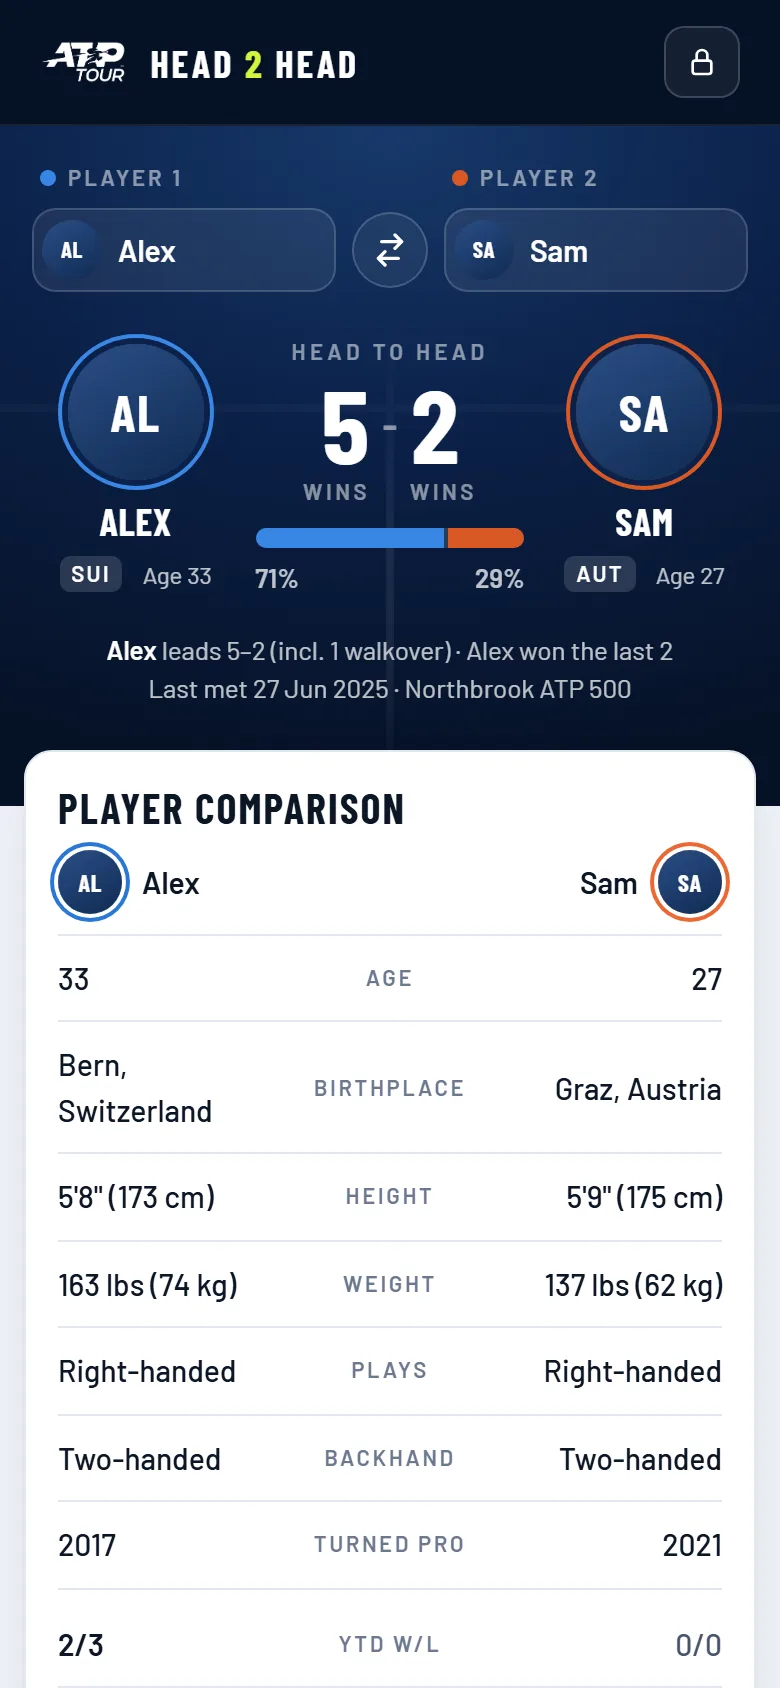 ATP TOUR HEAD 2 HEAD
PLAYER 1 PLAYER 2
AL Alex SA Sam
HEAD TO HEAD
AL 5 - 2 SA
WINS WINS
ALEX SAM
SUI Age 33 71% 29% AUT Age 27
Alex leads 5–2 (incl. 1 walkover) · Alex won the last 2
Last met 27 Jun 2025 · Northbrook ATP 500
PLAYER COMPARISON
AL Alex Sam SA
33 AGE 27
Bern,
Switzerland BIRTHPLACE Graz, Austria
5'8" (173 cm) HEIGHT 5'9" (175 cm)
163 lbs (74 kg) WEIGHT 137 lbs (62 kg)
Right-handed PLAYS Right-handed
Two-handed BACKHAND Two-handed
2017 TURNED PRO 2021
2/3 YTD W/L 0/0